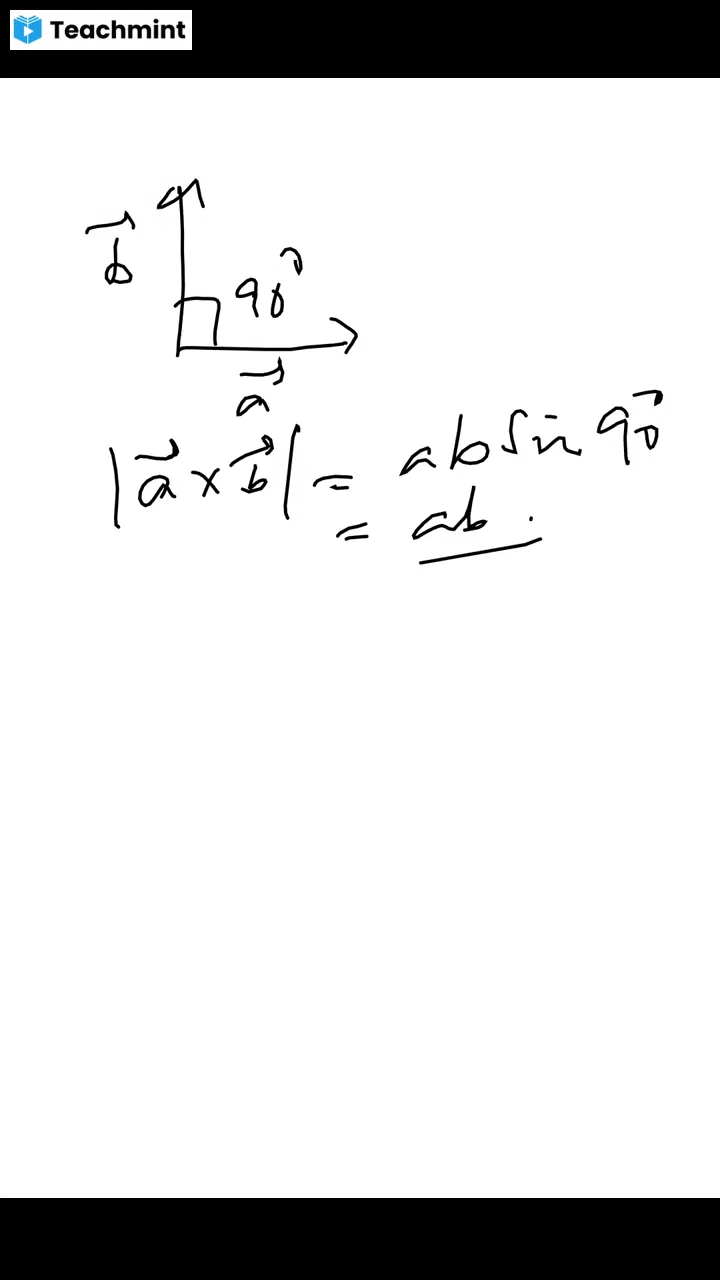 Teachmint
b⃗
90°
a⃗
|a⃗ × b⃗| = ab sin 90°
= ab.